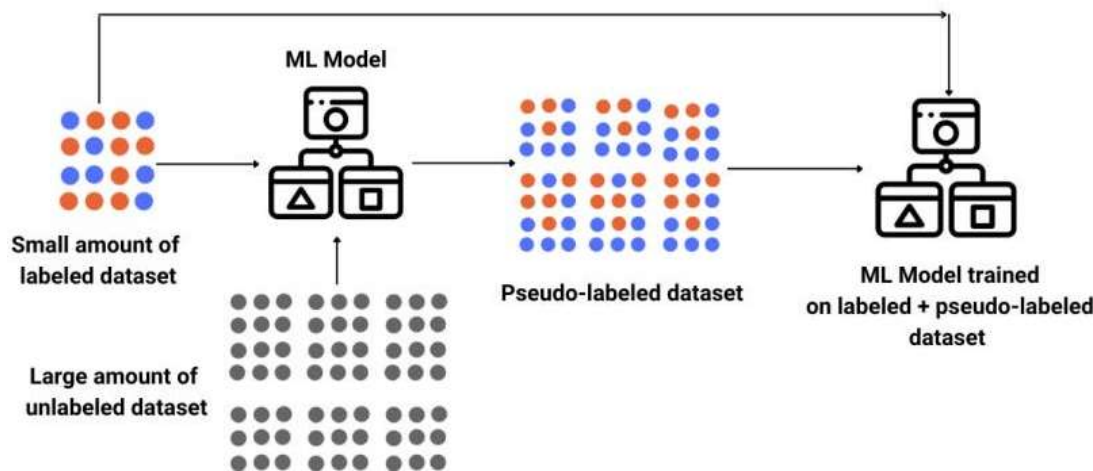 ML Model
Small amount of
labeled dataset
Pseudo-labeled dataset
ML Model trained
on labeled + pseudo-labeled
dataset
Large amount of
unlabeled dataset